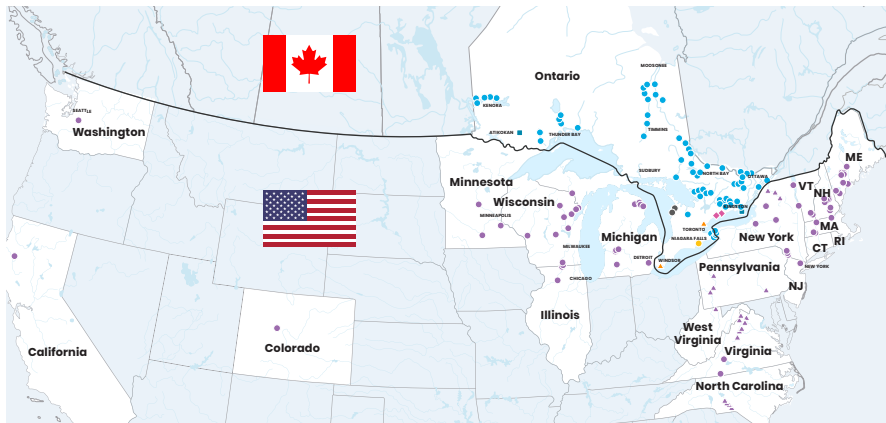 MOOSONEE
Ontario
KENORA
ATIKOKAN
THUNDER BAY
TIMMINS
SEATTLE
Washington
SUDBURY
NORTH BAY
OTTAWA
ME
Minnesota
VT
NH
Wisconsin
MINNEAPOLIS
KINGSTON
MA
TORONTO
Michigan
NIAGARA FALLS
New York
RI
MILWAUKEE
CT
DETROIT
WINDSOR
Pennsylvania
NEW YORK
CHICAGO
NJ
Illinois
West
Virginia
California
Colorado
Virginia
North Carolina